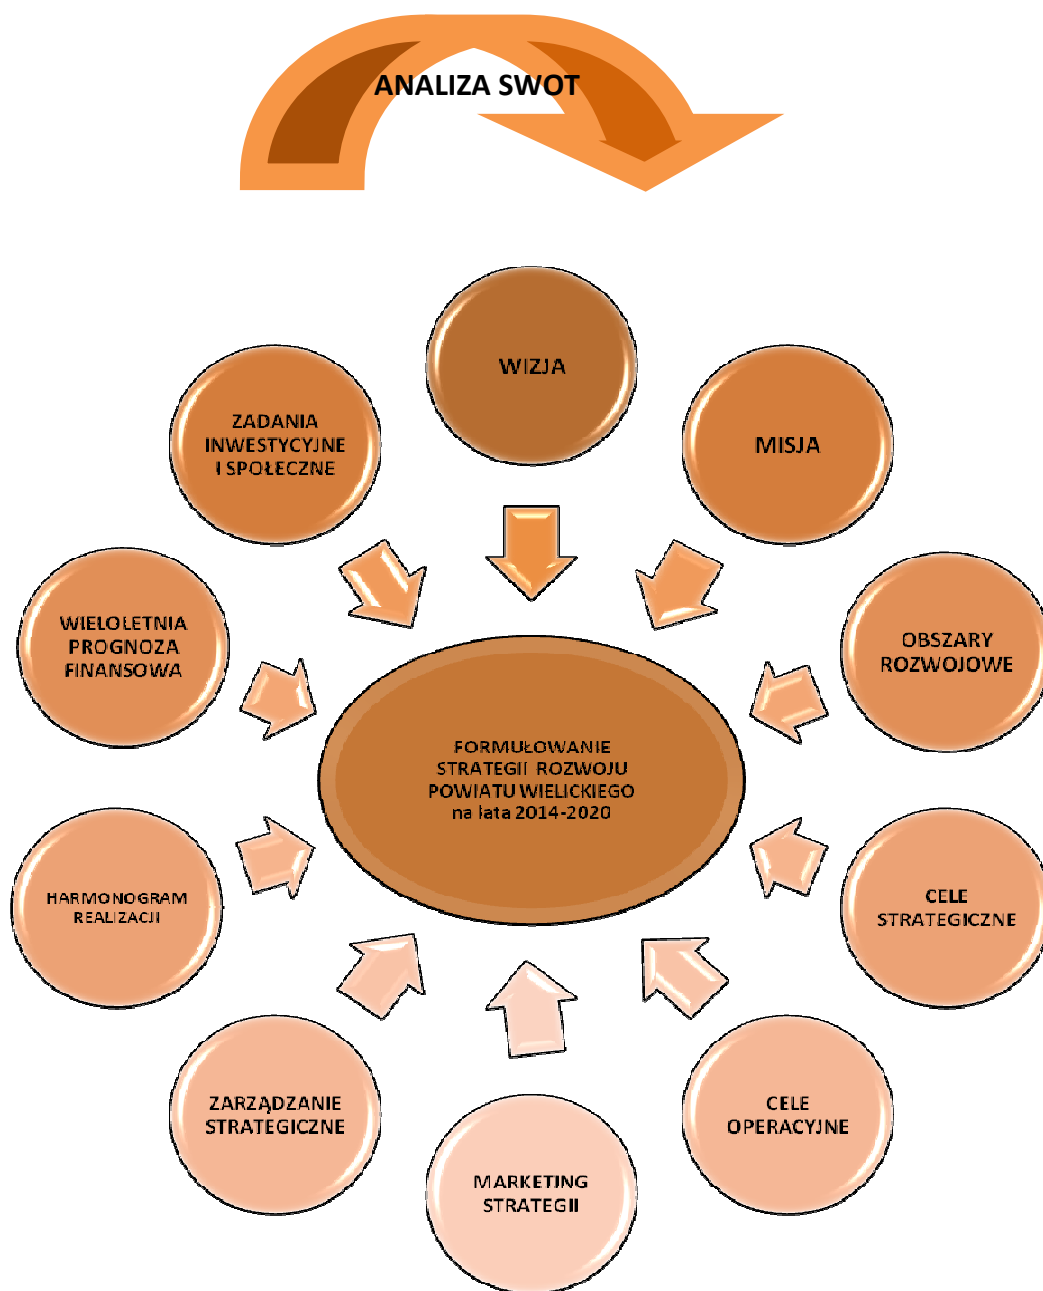 ANALIZA SWOT
WIZJA
MISJA
OBSZARY
ROZWOJOWE
CELE
STRATEGICZNE
CELE
OPERACYJNE
MARKETING
STRATEGII
ZARZĄDZANIE
STRATEGICZNE
HARMONOGRAM
REALIZACJI
WIELOLETNIA
PROGNOZA
FINANSOWA
ZADANIA
INWESTYCYJNE
I SPOŁECZNE
FORMUŁOWANIE
STRATEGII ROZWOJU
POWIATU WIELICKIEGO
na lata 2014-2020